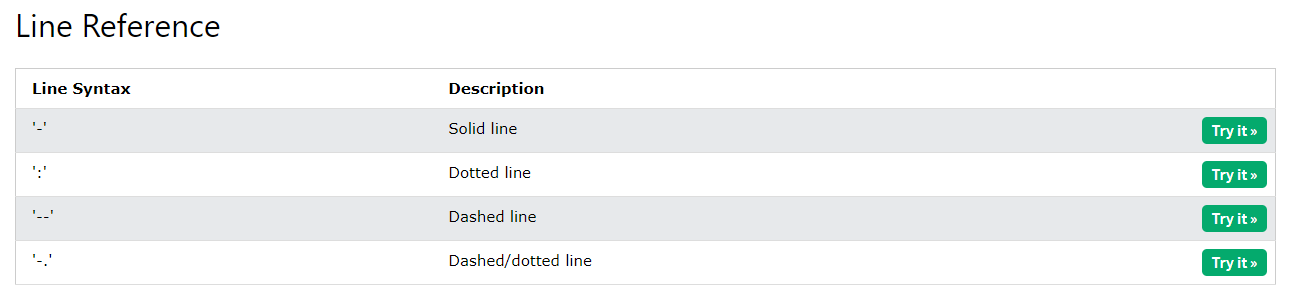 Line Reference
Line Syntax Description
'-' Solid line Try it »
':' Dotted line Try it »
'--' Dashed line Try it »
'-.' Dashed/dotted line Try it »